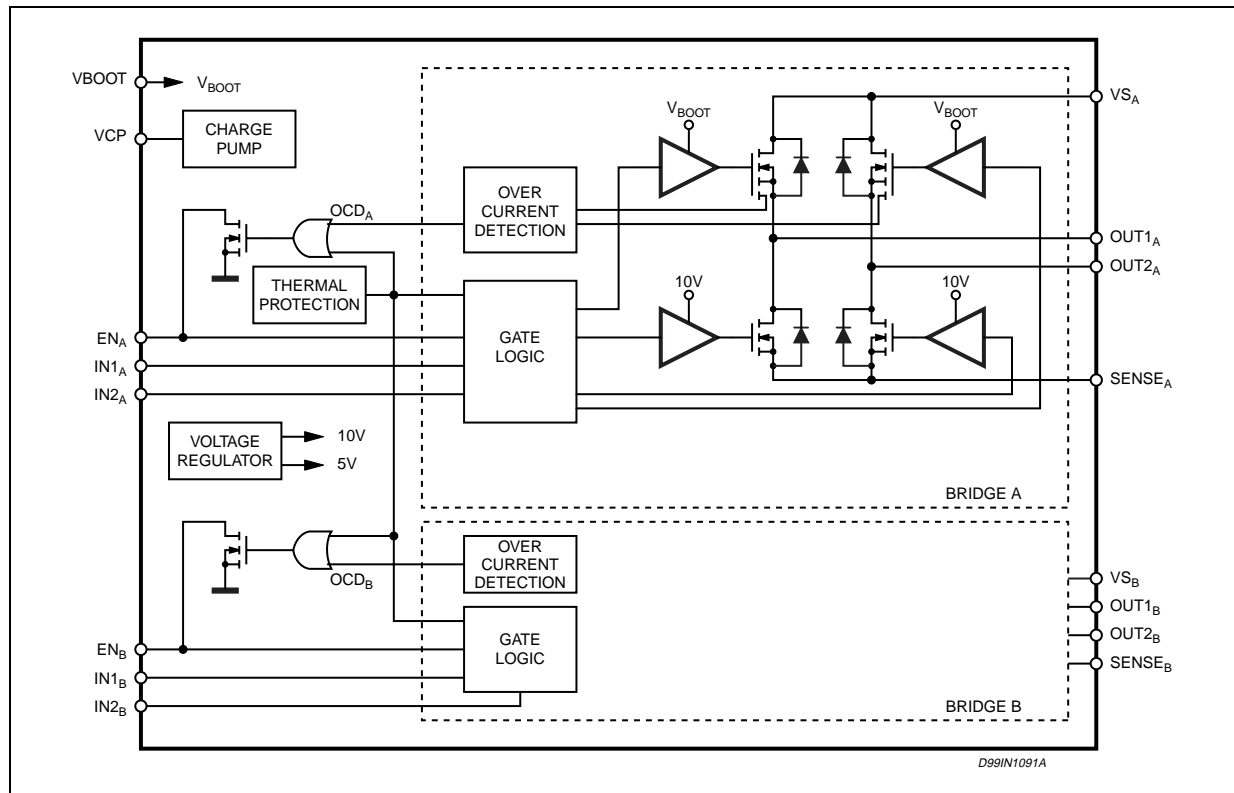 VBOOT
VBOOT
VCP
CHARGE
PUMP
VBOOT
VBOOT
VSA
OVER
CURRENT
DETECTION
OCDA
THERMAL
PROTECTION
OUT1A
OUT2A
10V
10V
GATE
LOGIC
ENA
IN1A
IN2A
SENSEA
VOLTAGE
REGULATOR
10V
5V
BRIDGE A
OVER
CURRENT
DETECTION
OCDB
VSB
OUT1B
OUT2B
SENSEB
GATE
LOGIC
ENB
IN1B
IN2B
BRIDGE B
D99IN1091A